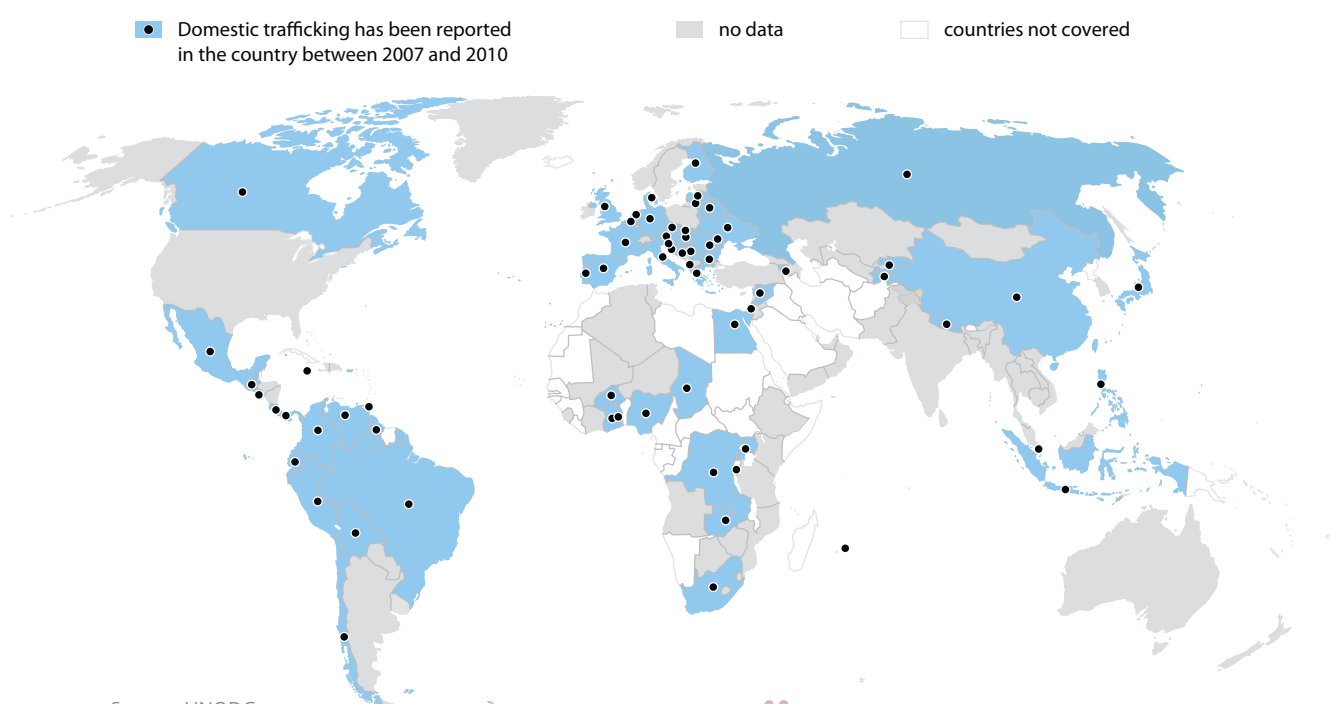 Domestic trafficking has been reported
in the country between 2007 and 2010
no data
countries not covered